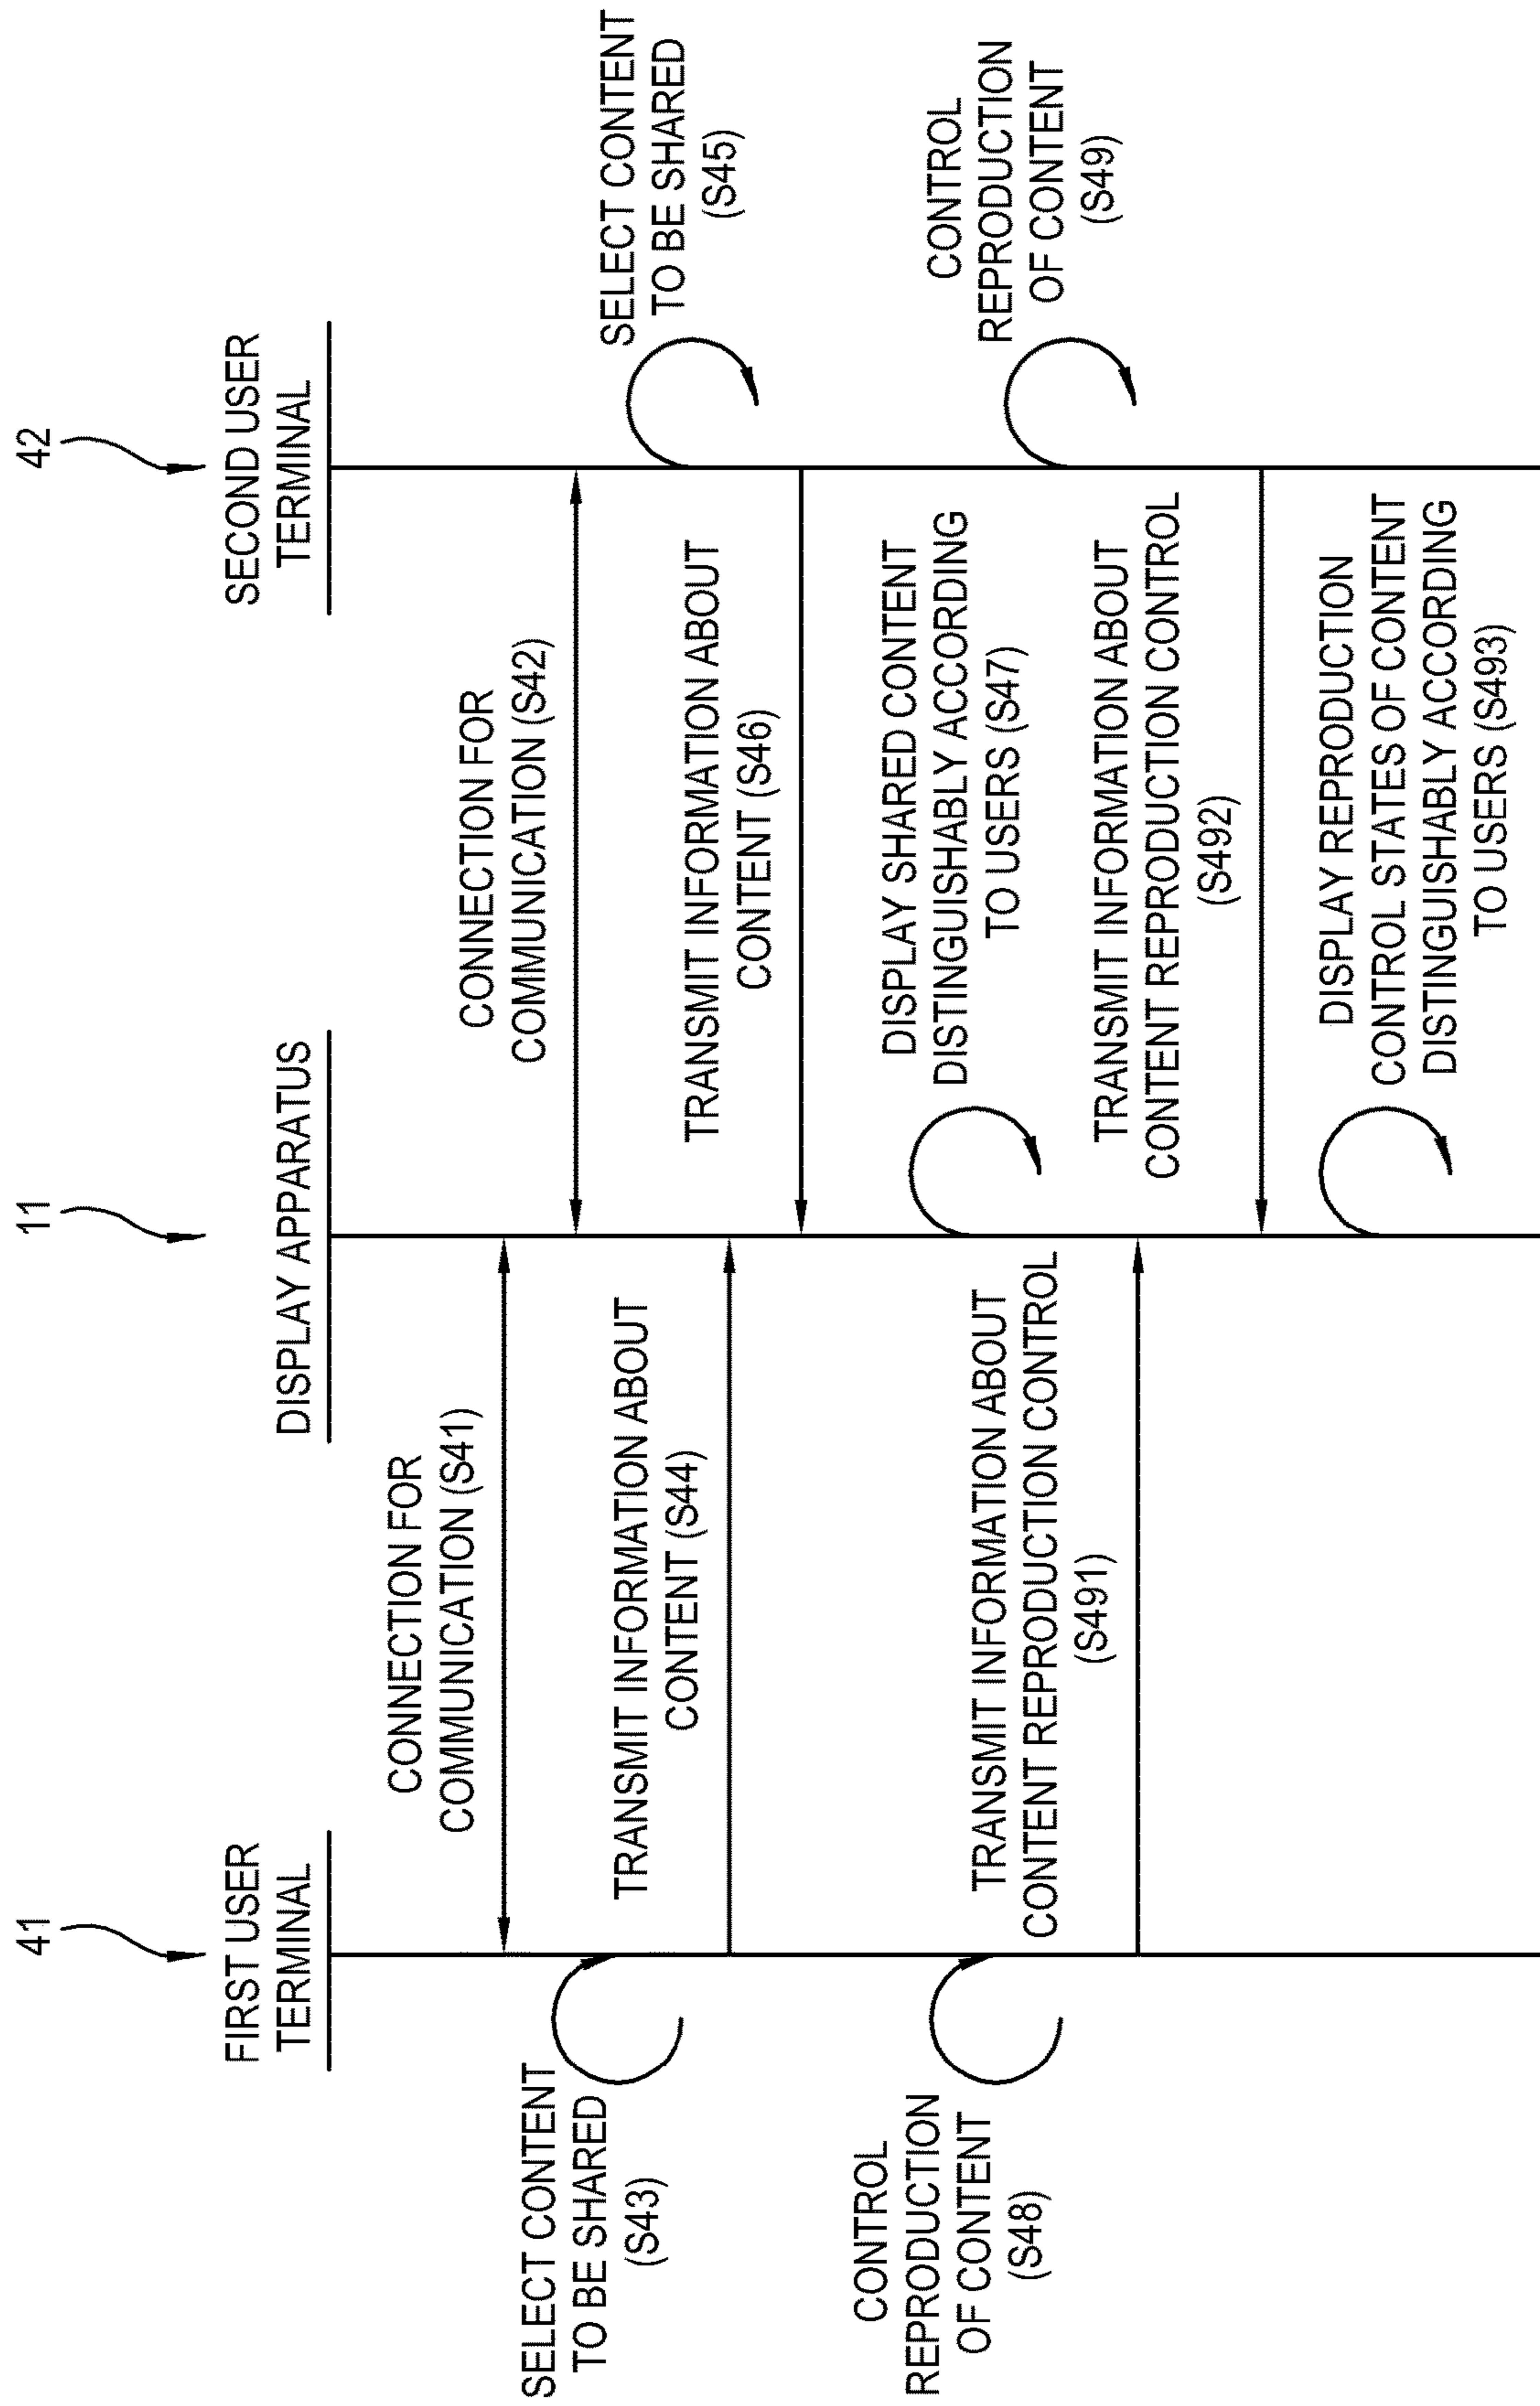 41
11
42
FIRST USER
TERMINAL
DISPLAY APPARATUS
SECOND USER
TERMINAL
CONNECTION FOR
COMMUNICATION (S41)
CONNECTION FOR
COMMUNICATION (S42)
SELECT CONTENT
TO BE SHARED
(S43)
TRANSMIT INFORMATION ABOUT
CONTENT (S44)
SELECT CONTENT
TO BE SHARED
(S45)
TRANSMIT INFORMATION ABOUT
CONTENT (S46)
DISPLAY SHARED CONTENT
DISTINGUISHABLY ACCORDING
TO USERS (S47)
CONTROL
REPRODUCTION
OF CONTENT
(S48)
CONTROL
REPRODUCTION
OF CONTENT
(S49)
TRANSMIT INFORMATION ABOUT
CONTENT REPRODUCTION CONTROL
(S491)
TRANSMIT INFORMATION ABOUT
CONTENT REPRODUCTION CONTROL
(S492)
DISPLAY REPRODUCTION
CONTROL STATES OF CONTENT
DISTINGUISHABLY ACCORDING
TO USERS (S493)